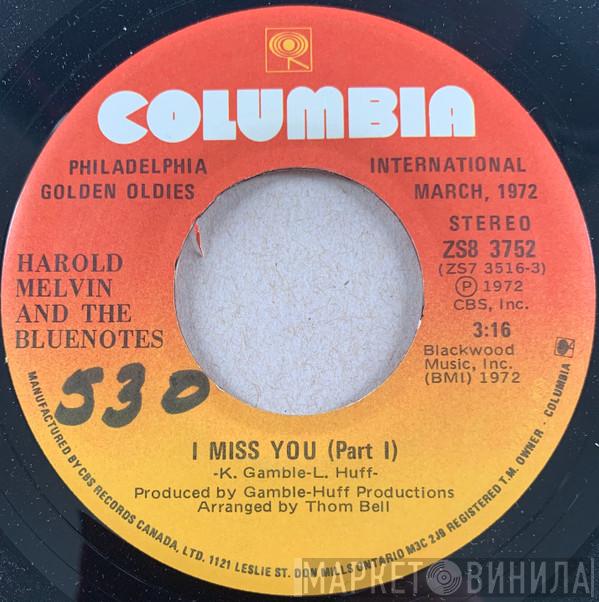 COLUMBIA
PHILADELPHIA INTERNATIONAL
GOLDEN OLDIES MARCH, 1972
STEREO
ZS8 3752
(ZS7 3516-3)
Ⓟ 1972
CBS, Inc.
3:16
Blackwood
Music, Inc.
(BMI) 1972
HAROLD
MELVIN
AND THE
BLUENOTES
530
I MISS YOU (Part I)
-K. Gamble-L. Huff-
Produced by Gamble-Huff Productions
Arranged by Thom Bell
MANUFACTURED BY CBS RECORDS CANADA, LTD. 1121 LESLIE ST. DON MILLS ONTARIO M3C 2J9 REGISTERED T.M. OWNER - COLUMBIA
МАРКЕТ ВИНИЛА